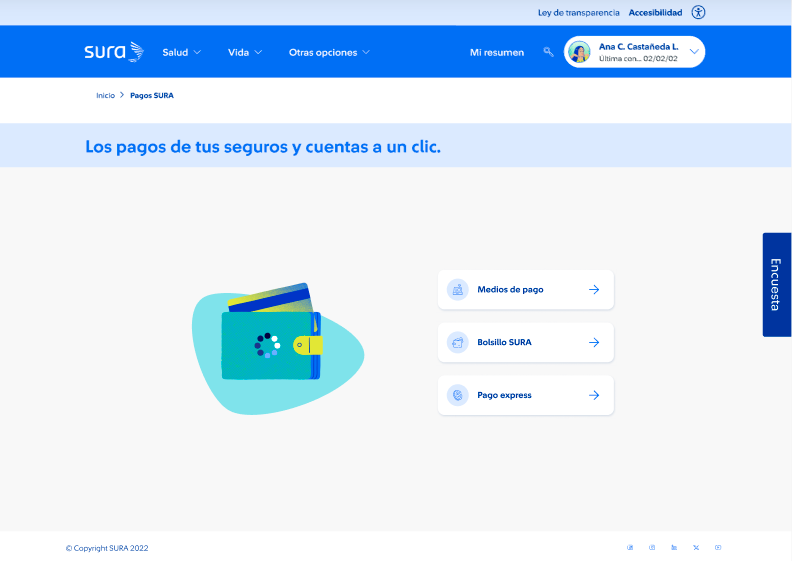 Ley de transparencia Accesibilidad
sura Salud Vida Otras opciones Mi resumen Ana C. Castañeda L.
Última con... 02/02/02
Inicio Pagos SURA
Los pagos de tus seguros y cuentas a un clic.
Medios de pago
Bolsillo SURA
Pago express
Encuesta
© Copyright SURA 2022